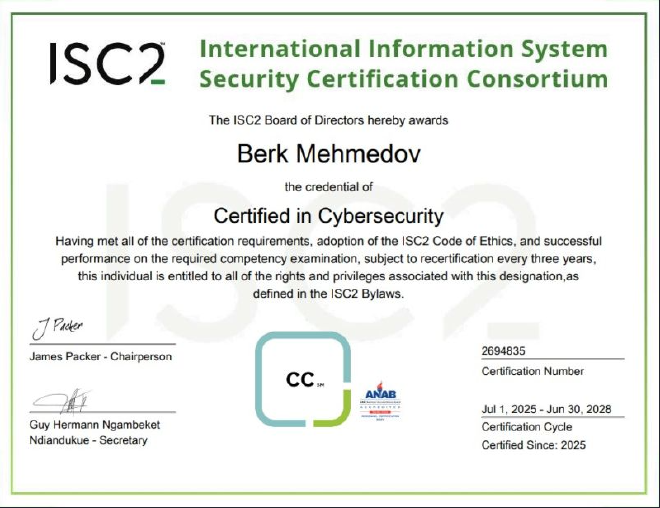 ISC2
International Information System
Security Certification Consortium
The ISC2 Board of Directors hereby awards
Berk Mehmedov
the credential of
Certified in Cybersecurity
Having met all of the certification requirements, adoption of the ISC2 Code of Ethics, and successful
performance on the required competency examination, subject to recertification every three years,
this individual is entitled to all of the rights and privileges associated with this designation,as
defined in the ISC2 Bylaws.
J Packer
James Packer - Chairperson
Guy Hermann Ngambeket
Ndiandukue - Secretary
CC SM
ANAB
2694835
Certification Number
Jul 1, 2025 - Jun 30, 2028
Certification Cycle
Certified Since: 2025